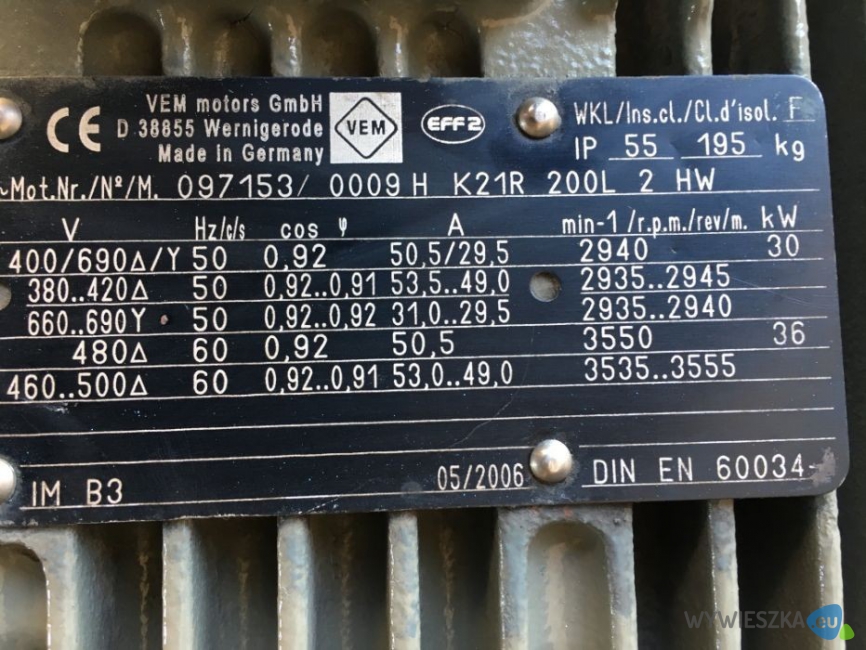 CE
VEM motors GmbH
D 38855 Wernigerode
Made in Germany
VEM
EFF2
WKL/Ins.cl./Cl.d'isol. F
IP 55 195 kg
~Mot.Nr./Nº/M. 097153/ 0009 H K21R 200L 2 HW
V Hz/c/s cos φ A min-1/r.p.m./rev/m. kW
400/690Δ/Y 50 0,92 50,5/29,5 2940 30
380..420Δ 50 0,92..0,91 53,5..49,0 2935..2945
660..690Y 50 0,92..0,92 31,0..29,5 2935..2940
480Δ 60 0,92 50,5 3550 36
460..500Δ 60 0,92..0,91 53,0..49,0 3535..3555
IM B3 05/2006 DIN EN 60034-
WYWIESZKA.eu